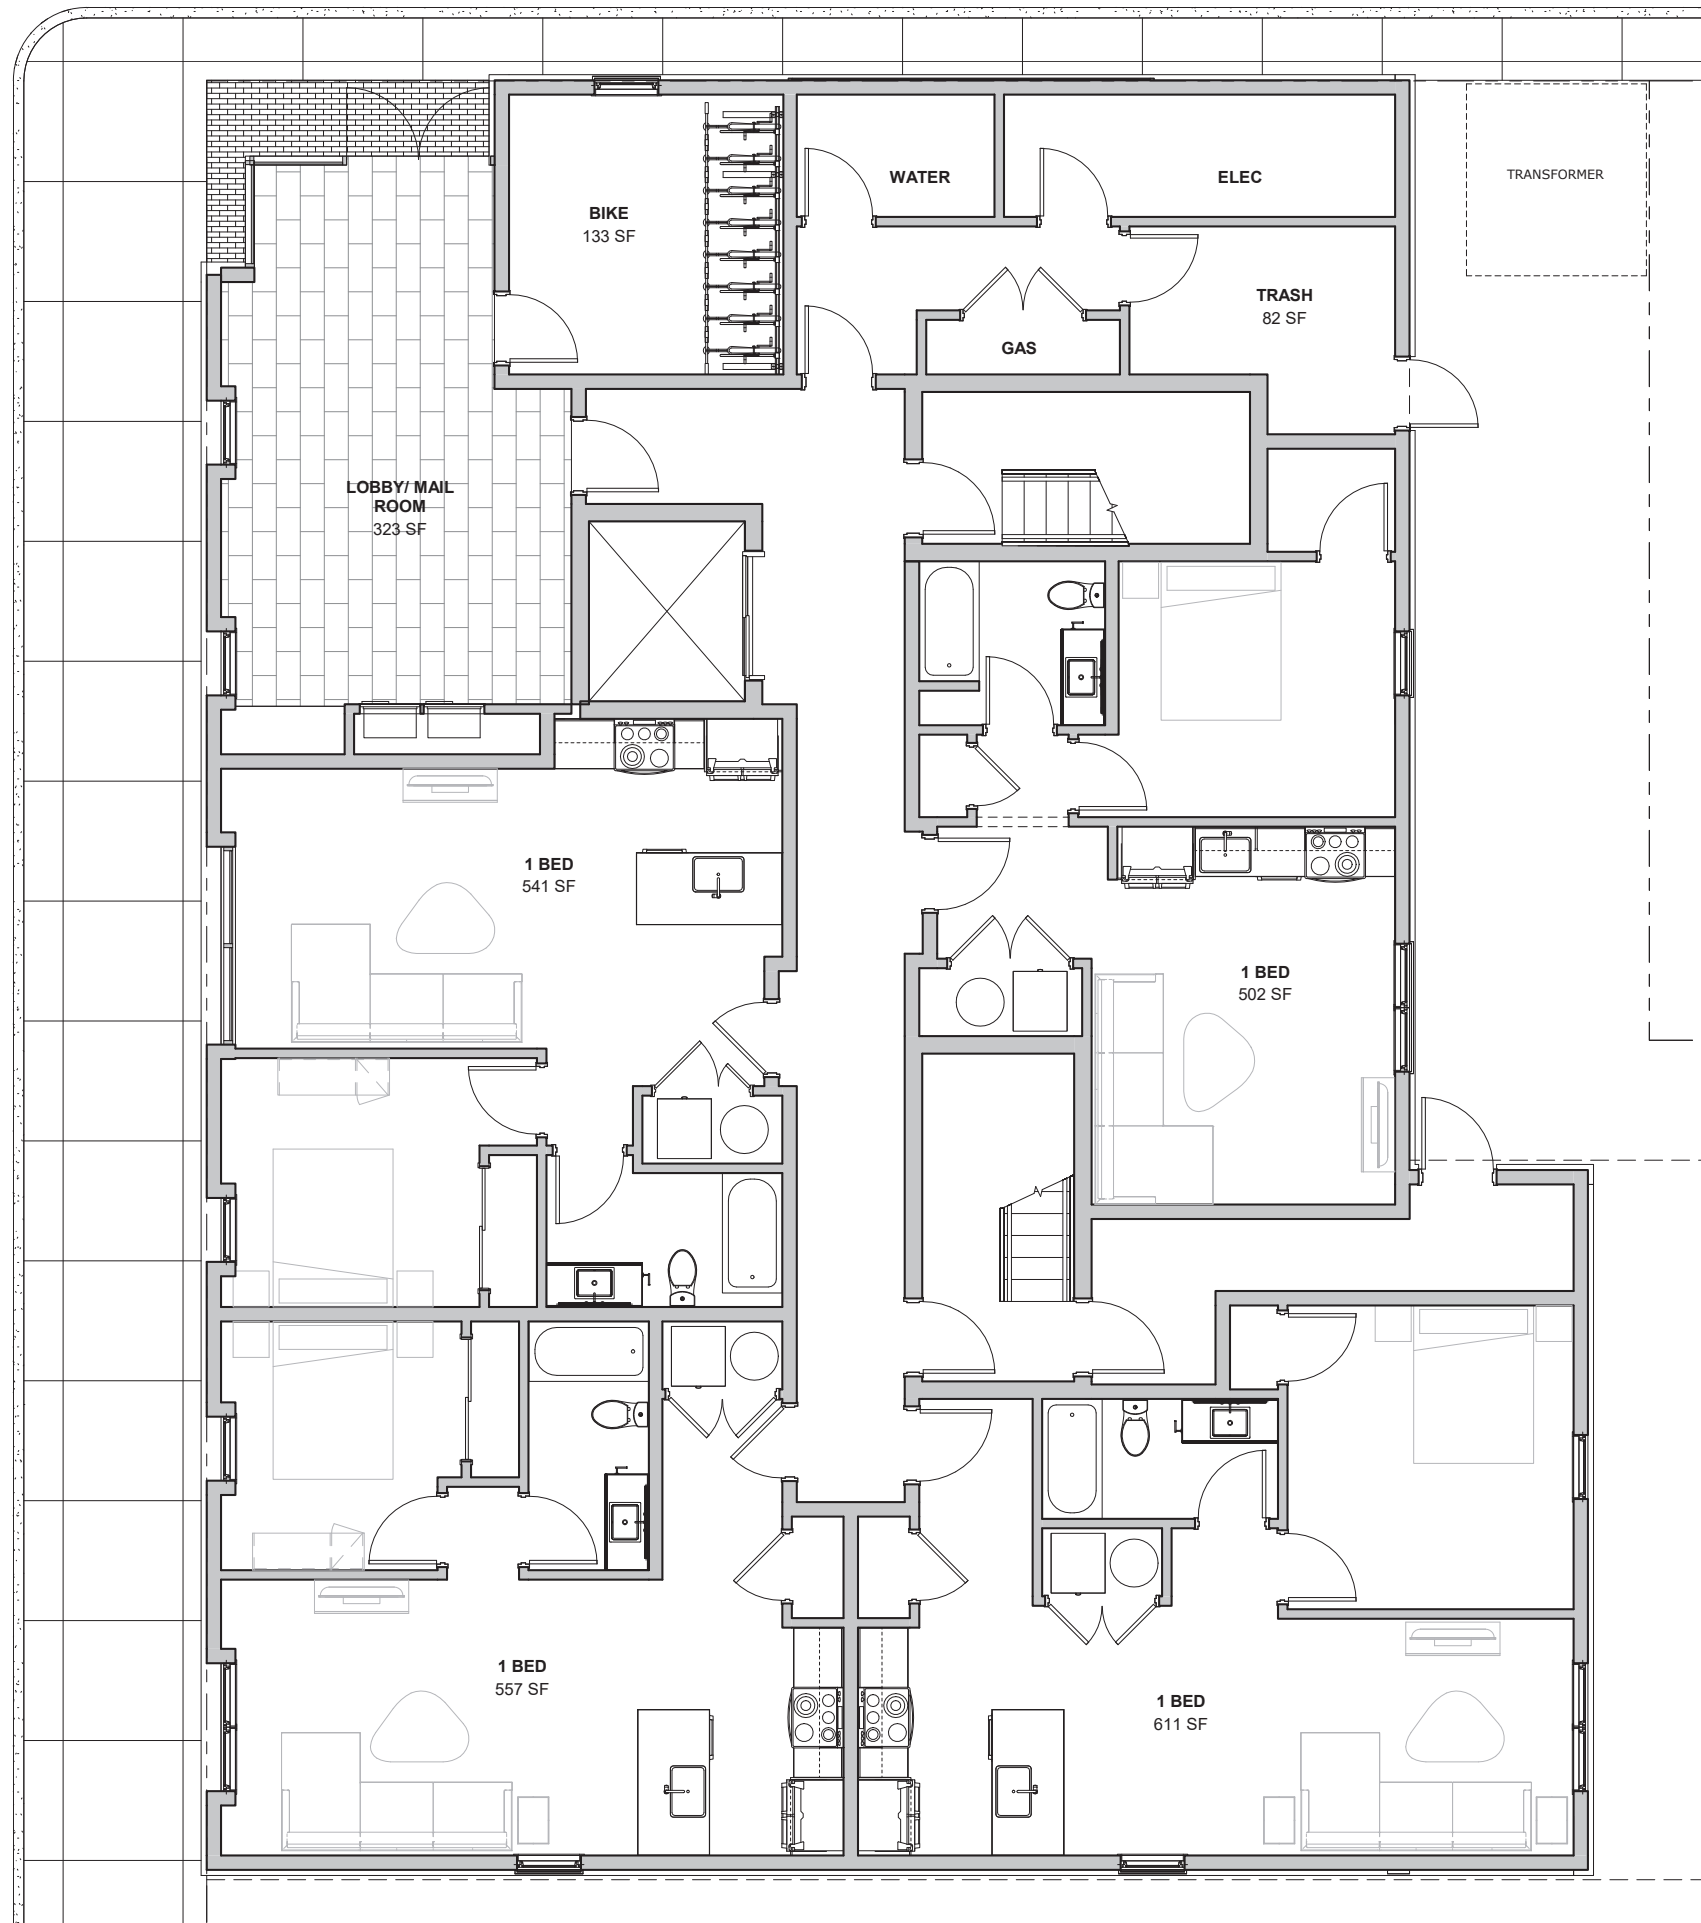 WATER
ELEC
TRANSFORMER
BIKE
133 SF
TRASH
82 SF
GAS
LOBBY/ MAIL
ROOM
323 SF
1 BED
541 SF
1 BED
502 SF
1 BED
557 SF
1 BED
611 SF